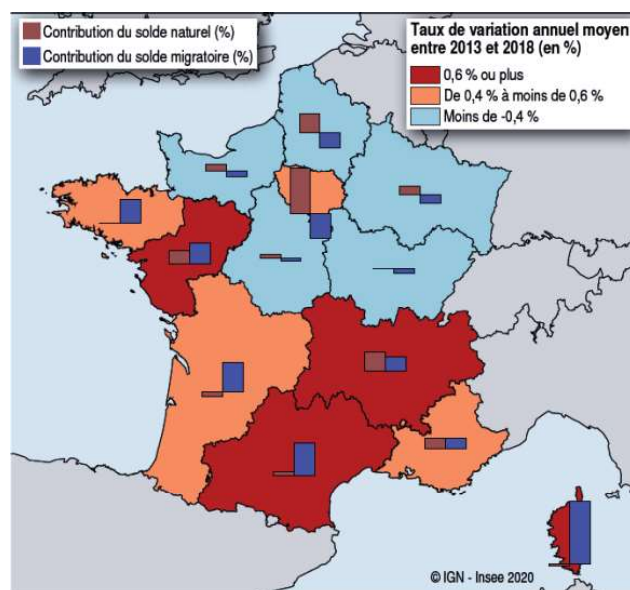 Contribution du solde naturel (%)
Contribution du solde migratoire (%)
Taux de variation annuel moyen
entre 2013 et 2018 (en %)
0,6 % ou plus
De 0,4 % à moins de 0,6 %
Moins de -0,4 %
© IGN - Insee 2020